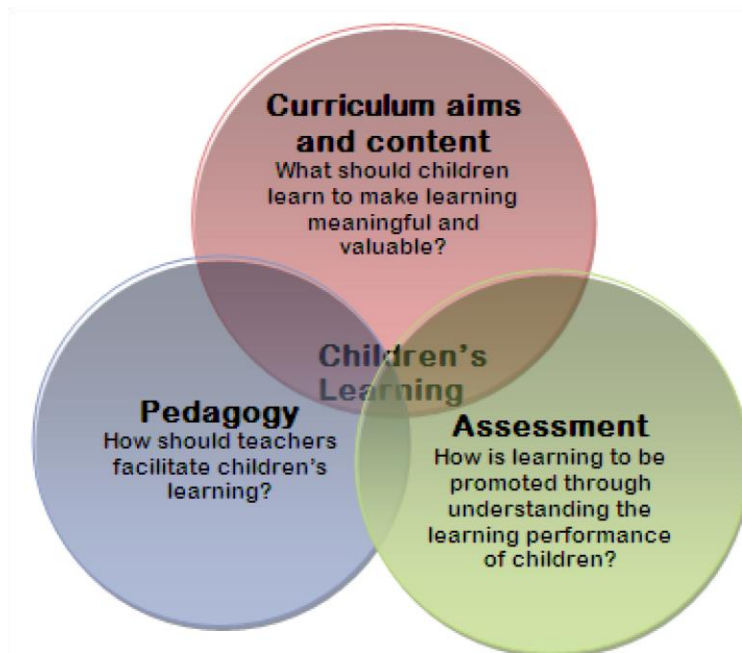 Curriculum aims
and content
What should children
learn to make learning
meaningful and
valuable?
Children's
Learning
Pedagogy
How should teachers
facilitate children's
learning?
Assessment
How is learning to be
promoted through
understanding the
learning performance
of children?